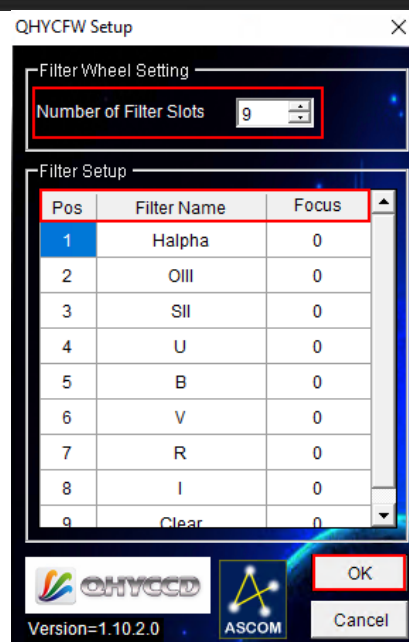 QHYCFW Setup
Filter Wheel Setting
Number of Filter Slots 9
Filter Setup
Pos Filter Name Focus
1 Halpha 0
2 OIII 0
3 SII 0
4 U 0
5 B 0
6 V 0
7 R 0
8 I 0
9 Clear 0
QHYCCD
Version=1.10.2.0
ASCOM
OK
Cancel